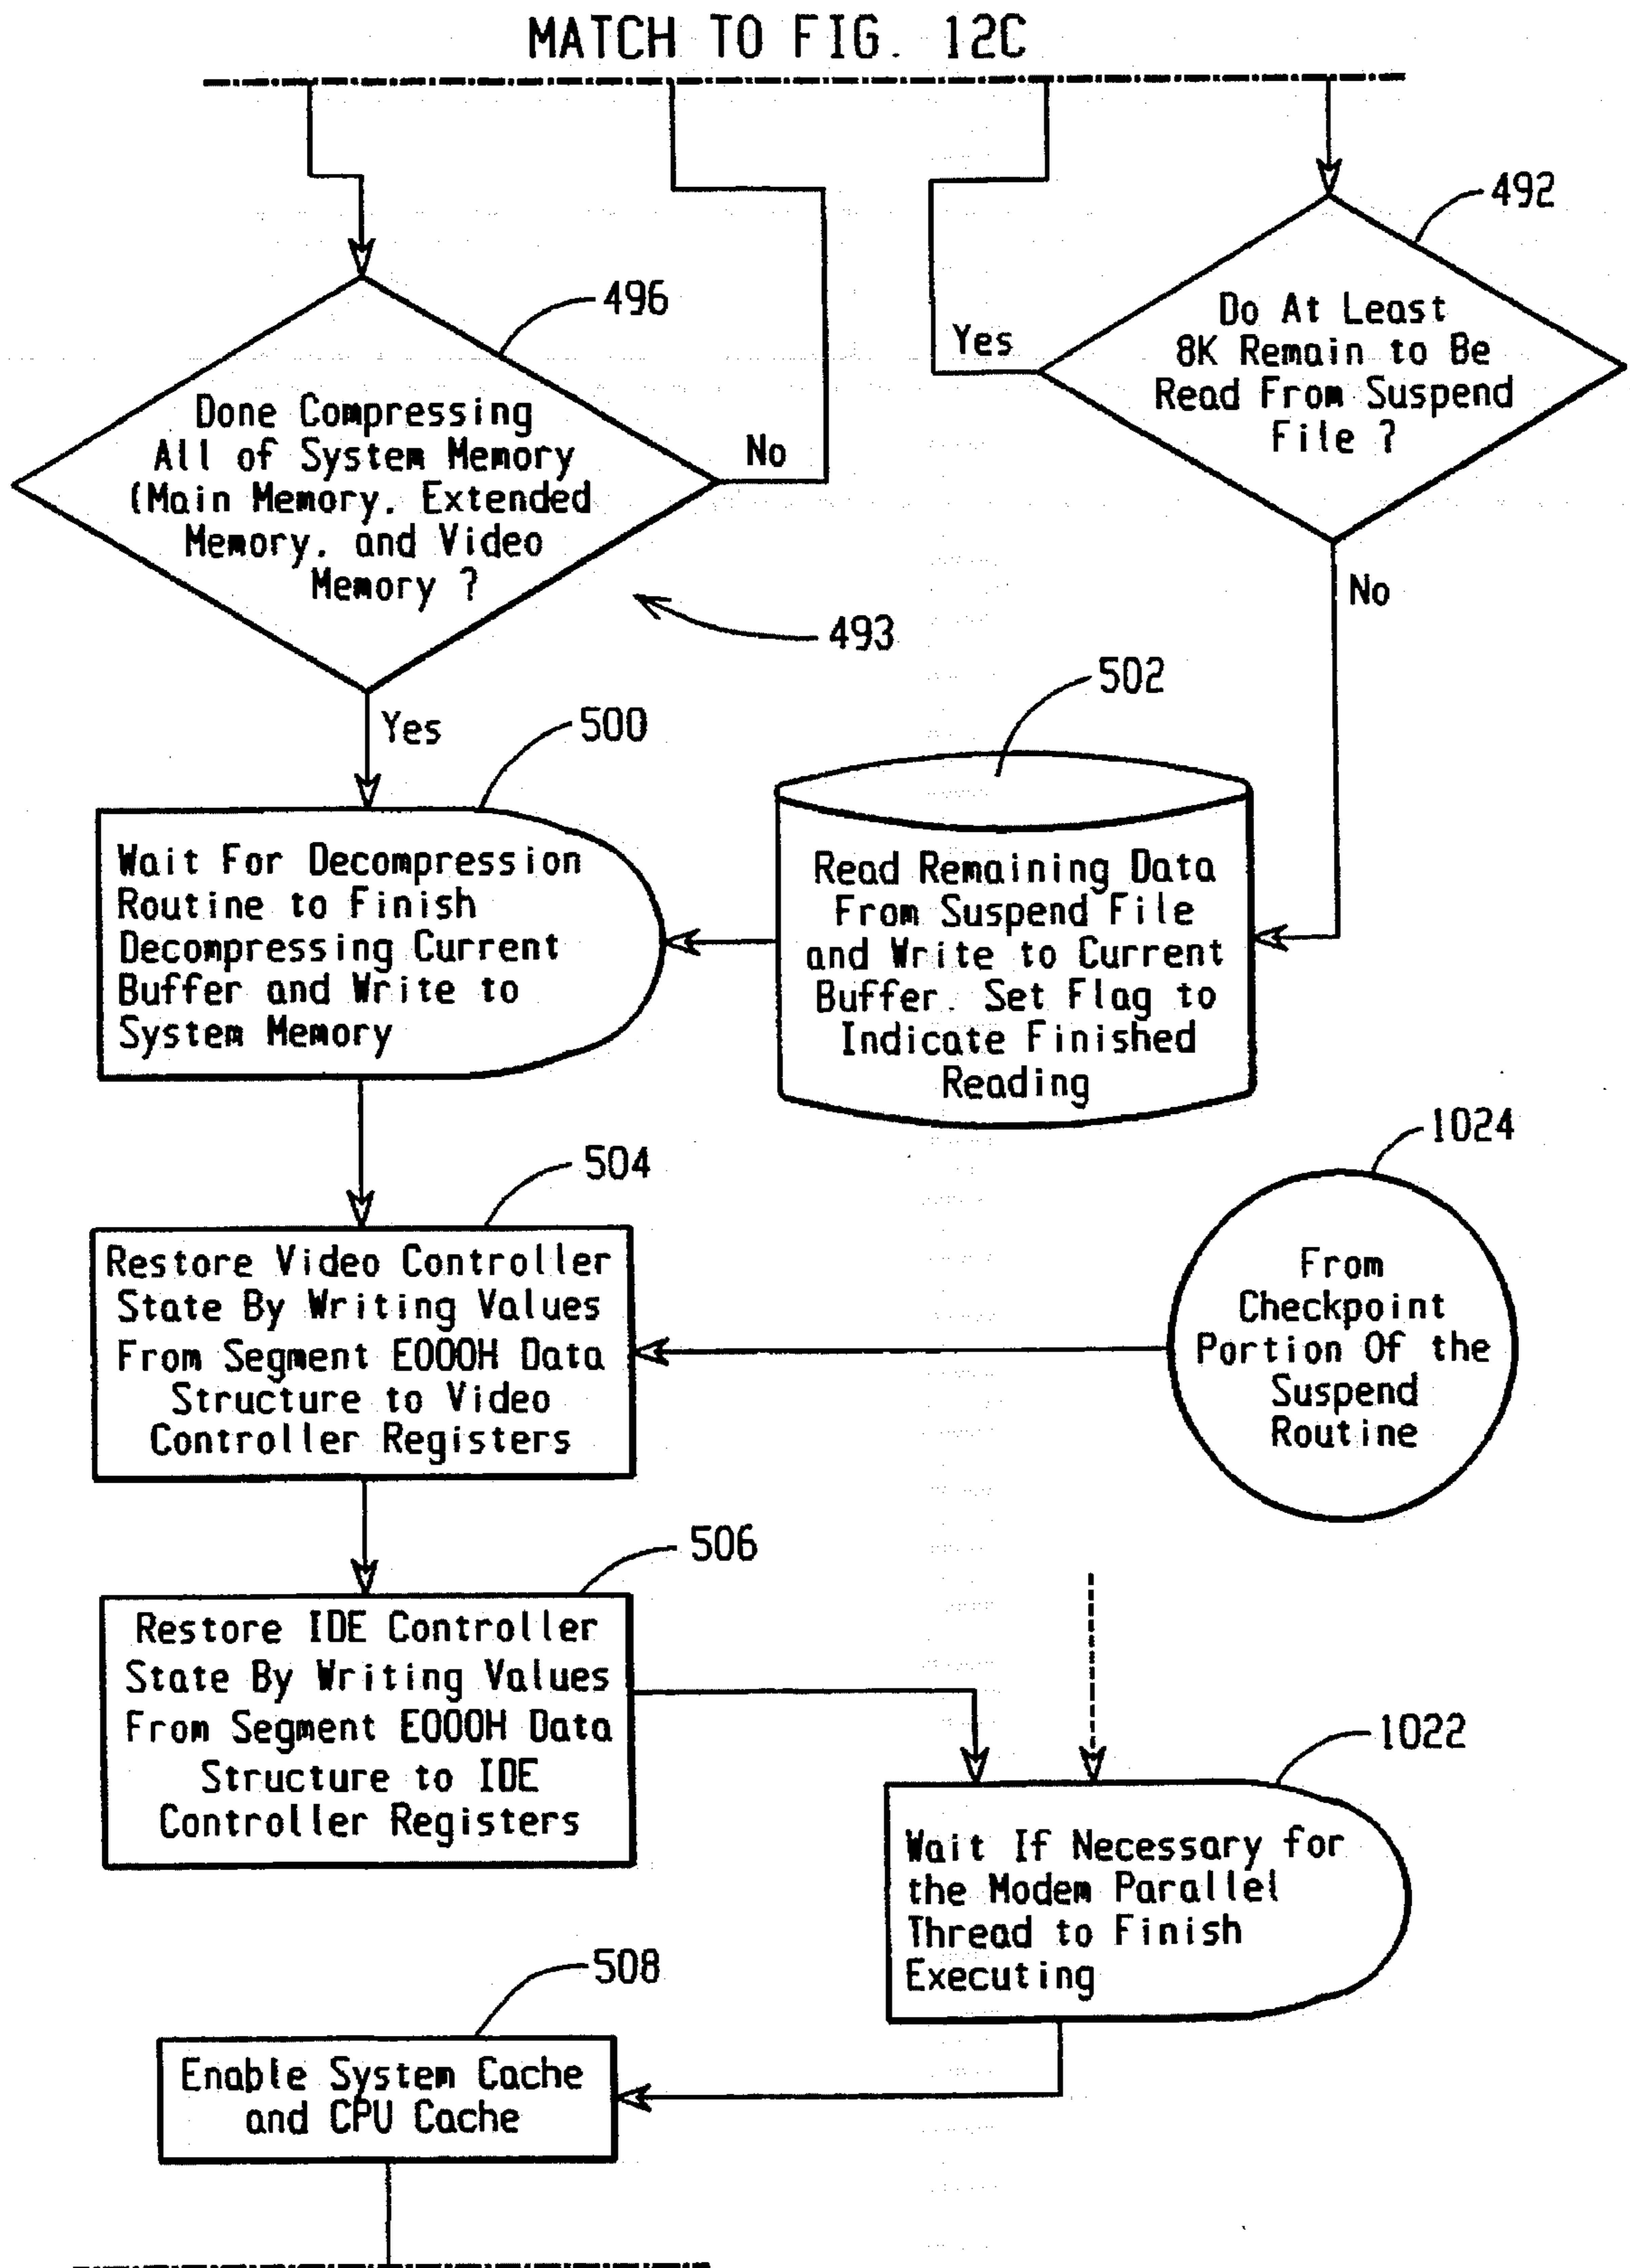 MATCH TO FIG. 12C
492
Do At Least
8K Remain to Be
Read From Suspend
File ?
Yes
No
496
Done Compressing
All of System Memory
(Main Memory. Extended
Memory. and Video
Memory ?
No
493
Yes
500
Wait For Decompression
Routine to Finish
Decompressing Current
Buffer and Write to
System Memory
502
Read Remaining Data
From Suspend File
and Write to Current
Buffer. Set Flag to
Indicate Finished
Reading
1024
From
Checkpoint
Portion Of the
Suspend
Routine
504
Restore Video Controller
State By Writing Values
From Segment E000H Data
Structure to Video
Controller Registers
506
Restore IDE Controller
State By Writing Values
From Segment E000H Data
Structure to IDE
Controller Registers
1022
Wait If Necessary for
the Modem Parallel
Thread to Finish
Executing
508
Enable System Cache
and CPU Cache